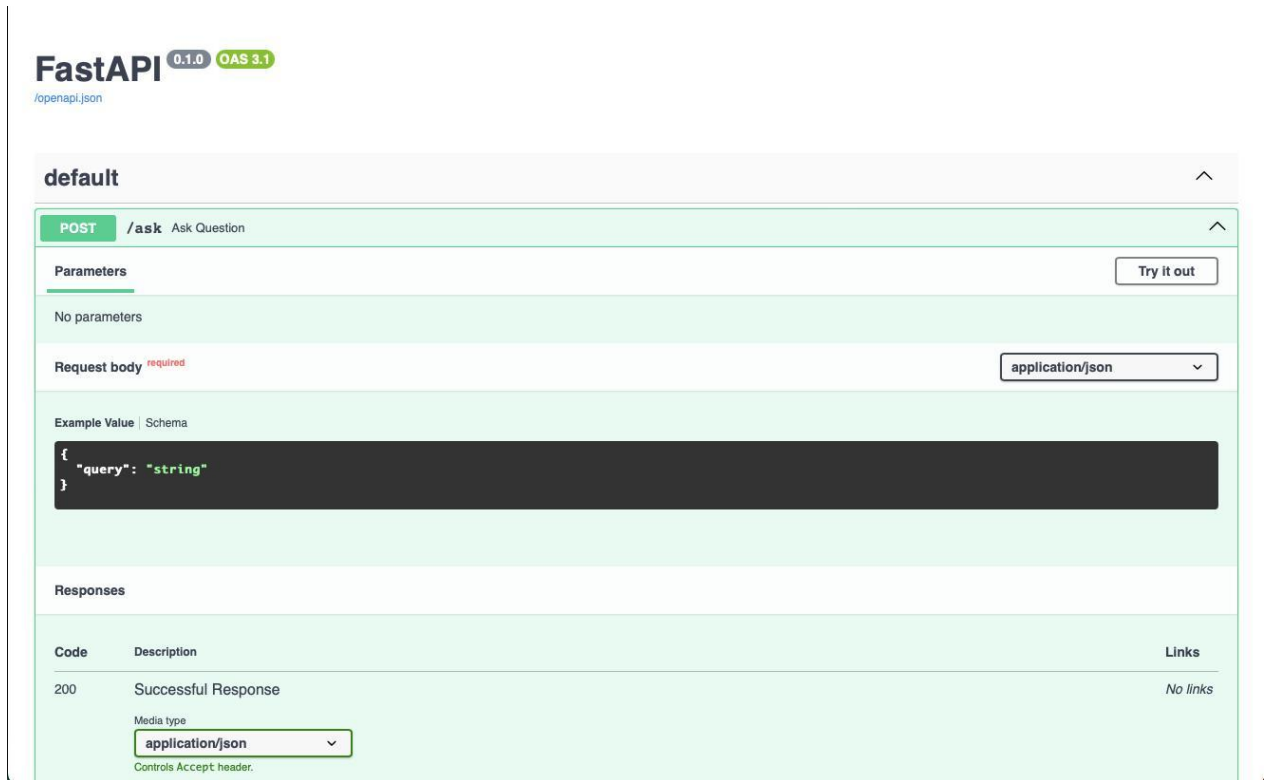 FastAPI 0.1.0 OAS 3.1
/openapi.json
default
POST /ask Ask Question
Parameters
Try it out
No parameters
Request body required
application/json
Example Value Schema
{
"query": "string"
}
Responses
Code Description Links
200 Successful Response No links
Media type
application/json
Controls Accept header.